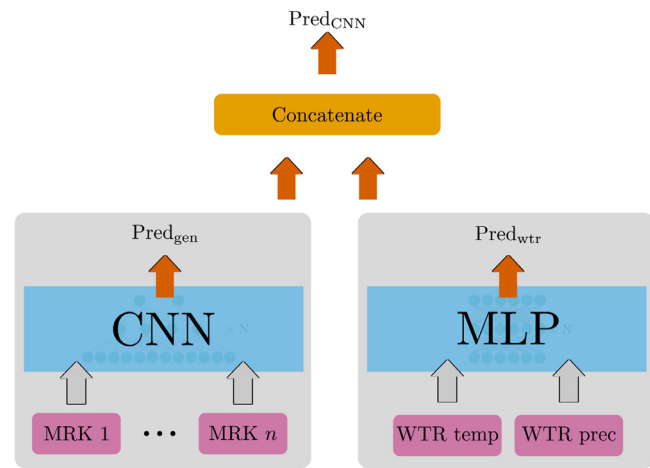 Pred_CNN
Concatenate
Pred_gen
Pred_wtr
CNN
× N
MLP
N
MRK 1 ••• MRK n
WTR temp WTR prec